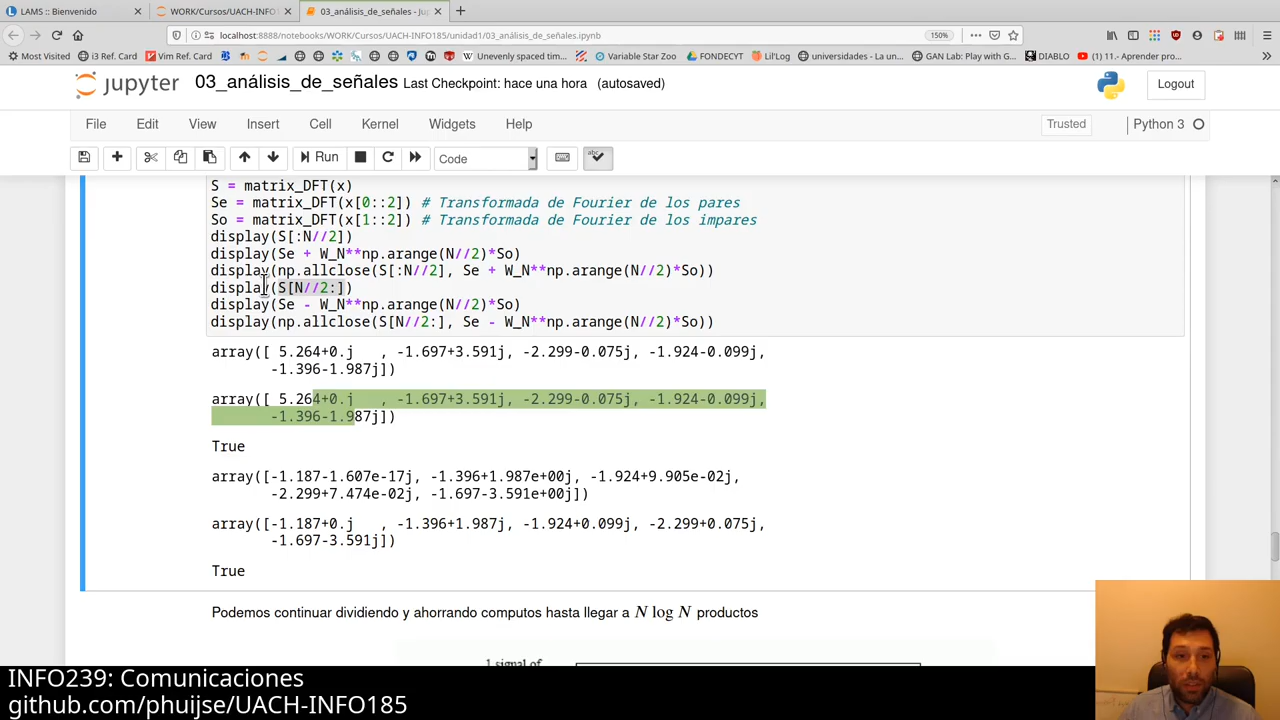 LAMS :: Bienvenido
WORK/Cursos/UACH-INFO1
03_análisis_de_señales - Jup
localhost:8888/notebooks/WORK/Cursos/UACH-INFO185/unidad1/03_análisis_de_señales.ipynb
150%
Most Visited
i3 Ref. Card
Vim Ref. Card
Unevenly spaced tim...
Variable Star Zoo
FONDECYT
Lil'Log
universidades - La un...
GAN Lab: Play with G...
DIABLO
(1) 11.- Aprender pro...
jupyter
03_análisis_de_señales Last Checkpoint: hace una hora (autosaved)
Logout
File Edit View Insert Cell Kernel Widgets Help
Trusted
Python 3
Run
Code
S = matrix_DFT(x)
Se = matrix_DFT(x[0::2]) # Transformada de Fourier de los pares
So = matrix_DFT(x[1::2]) # Transformada de Fourier de los impares
display(S[:N//2])
display(Se + W_N**np.arange(N//2)*So)
display(np.allclose(S[:N//2], Se + W_N**np.arange(N//2)*So))
display(S[N//2:])
display(Se - W_N**np.arange(N//2)*So)
display(np.allclose(S[N//2:], Se - W_N**np.arange(N//2)*So))
array([ 5.264+0.j   , -1.697+3.591j, -2.299-0.075j, -1.924-0.099j,
-1.396-1.987j])
array([ 5.264+0.j   , -1.697+3.591j, -2.299-0.075j, -1.924-0.099j,
-1.396-1.987j])
True
array([-1.187-1.607e-17j, -1.396+1.987e+00j, -1.924+9.905e-02j,
-2.299+7.474e-02j, -1.697-3.591e+00j])
array([-1.187+0.j   , -1.396+1.987j, -1.924+0.099j, -2.299+0.075j,
-1.697-3.591j])
True
Podemos continuar dividiendo y ahorrando computos hasta llegar a N log N productos
1 signal of
INFO239: Comunicaciones
github.com/phuijse/UACH-INFO185